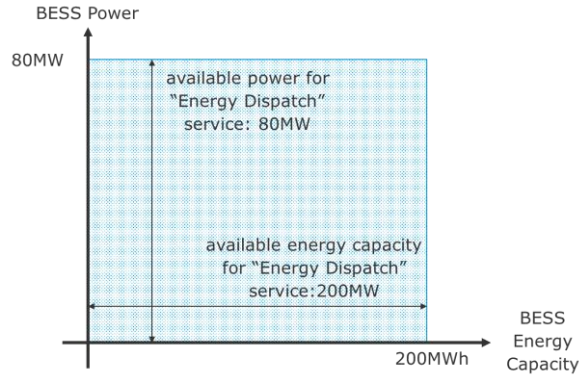 BESS Power
80MW
available power for
“Energy Dispatch”
service: 80MW
available energy capacity
for “Energy Dispatch”
service:200MW
200MWh
BESS
Energy
Capacity